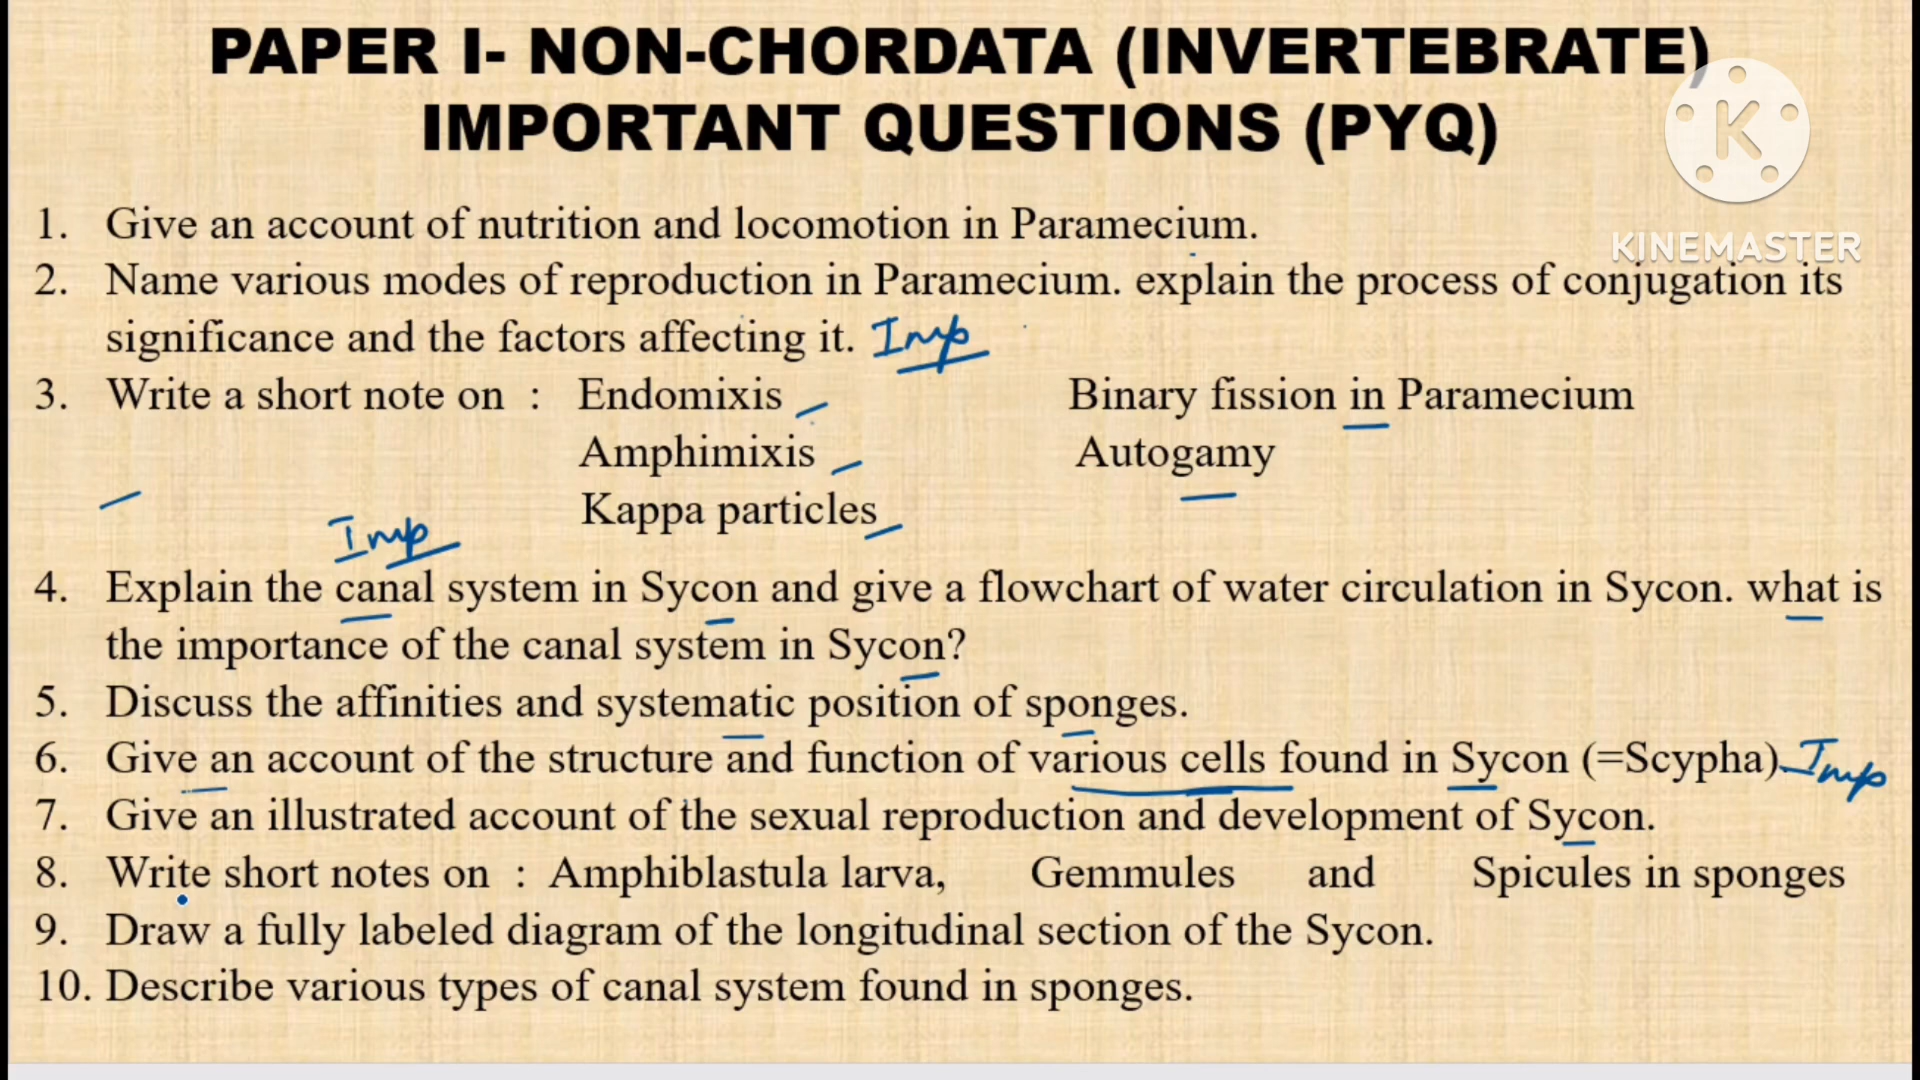 PAPER I- NON-CHORDATA (INVERTEBRATE)
IMPORTANT QUESTIONS (PYQ)
K
KINEMASTER
1. Give an account of nutrition and locomotion in Paramecium.
2. Name various modes of reproduction in Paramecium. explain the process of conjugation its
significance and the factors affecting it. Imp
3. Write a short note on : Endomixis Binary fission in Paramecium
Amphimixis Autogamy
Kappa particles
Imp
4. Explain the canal system in Sycon and give a flowchart of water circulation in Sycon. what is
the importance of the canal system in Sycon?
5. Discuss the affinities and systematic position of sponges.
6. Give an account of the structure and function of various cells found in Sycon (=Scypha). Imp
7. Give an illustrated account of the sexual reproduction and development of Sycon.
8. Write short notes on : Amphiblastula larva, Gemmules and Spicules in sponges
9. Draw a fully labeled diagram of the longitudinal section of the Sycon.
10. Describe various types of canal system found in sponges.